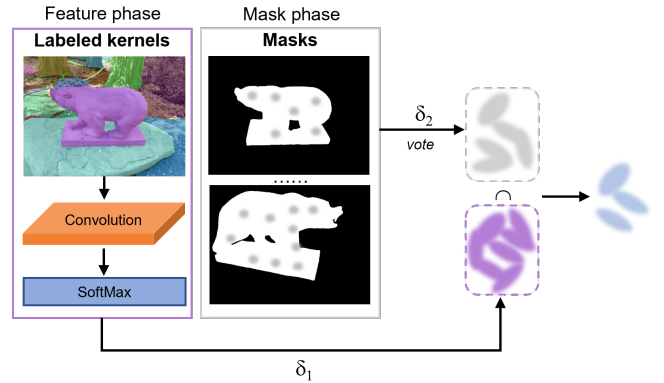 Feature phase
Mask phase
Labeled kernels
Masks
Convolution
SoftMax
......
δ2
vote
∩
δ1